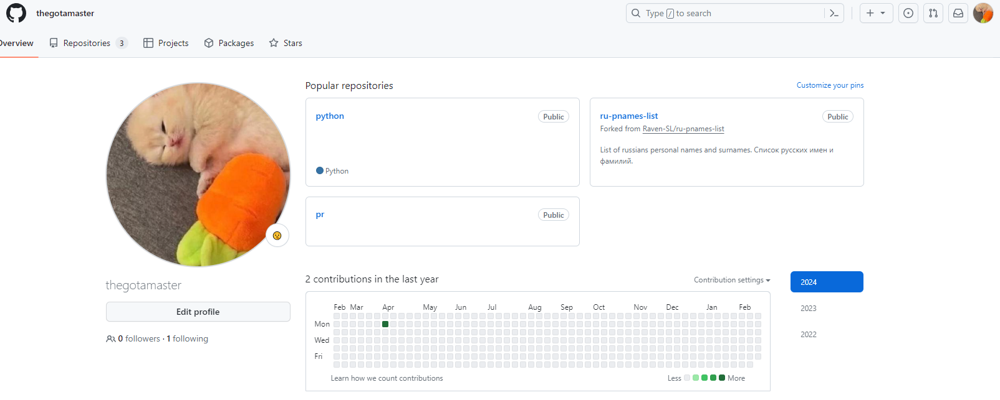 thegotamaster
Type / to search
Overview Repositories 3 Projects Packages Stars
Popular repositories
Customize your pins
python
Public
Python
ru-pnames-list
Public
Forked from Raven-SL/ru-pnames-list
List of russians personal names and surnames. Список русских имен и
фамилий.
pr
Public
thegotamaster
Edit profile
0 followers · 1 following
2 contributions in the last year
Contribution settings
2024
2023
2022
Feb Mar Apr May Jun Jul Aug Sep Oct Nov Dec Jan Feb
Mon
Wed
Fri
Learn how we count contributions
Less More